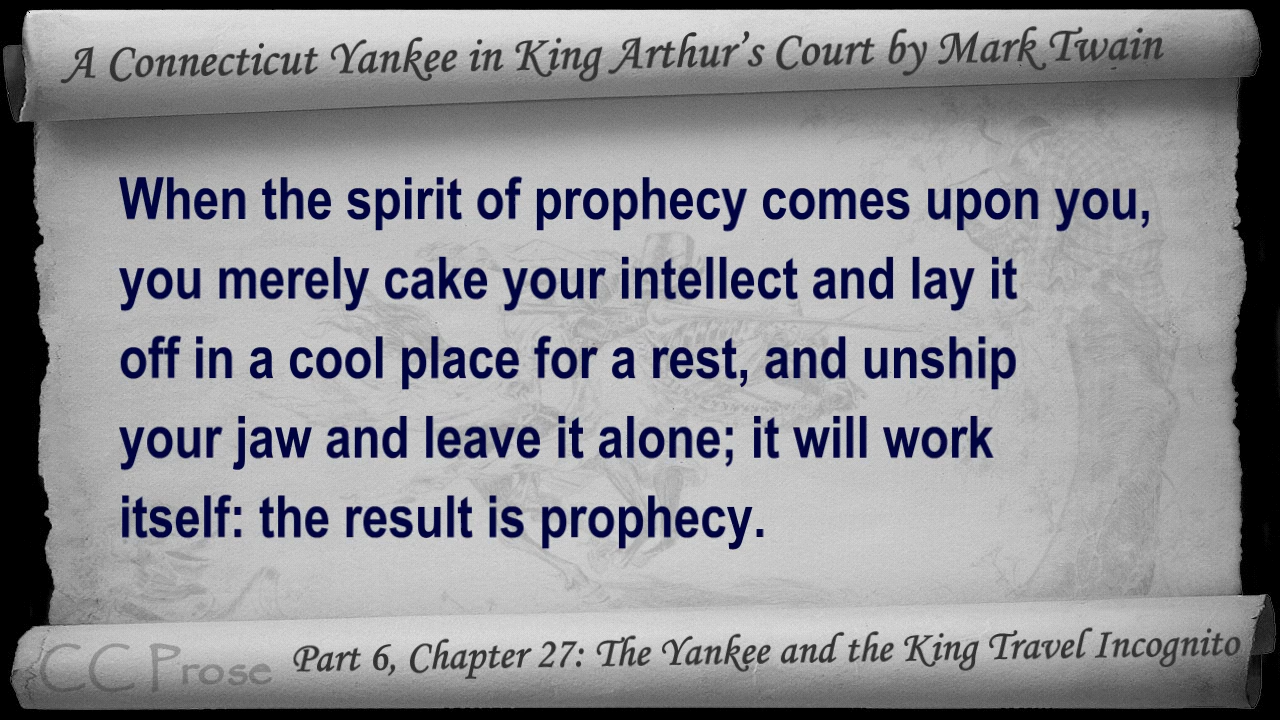 A Connecticut Yankee in King Arthur's Court by Mark Twain
When the spirit of prophecy comes upon you,
you merely cake your intellect and lay it
off in a cool place for a rest, and unship
your jaw and leave it alone; it will work
itself: the result is prophecy.
CC Prose
Part 6, Chapter 27: The Yankee and the King Travel Incognito